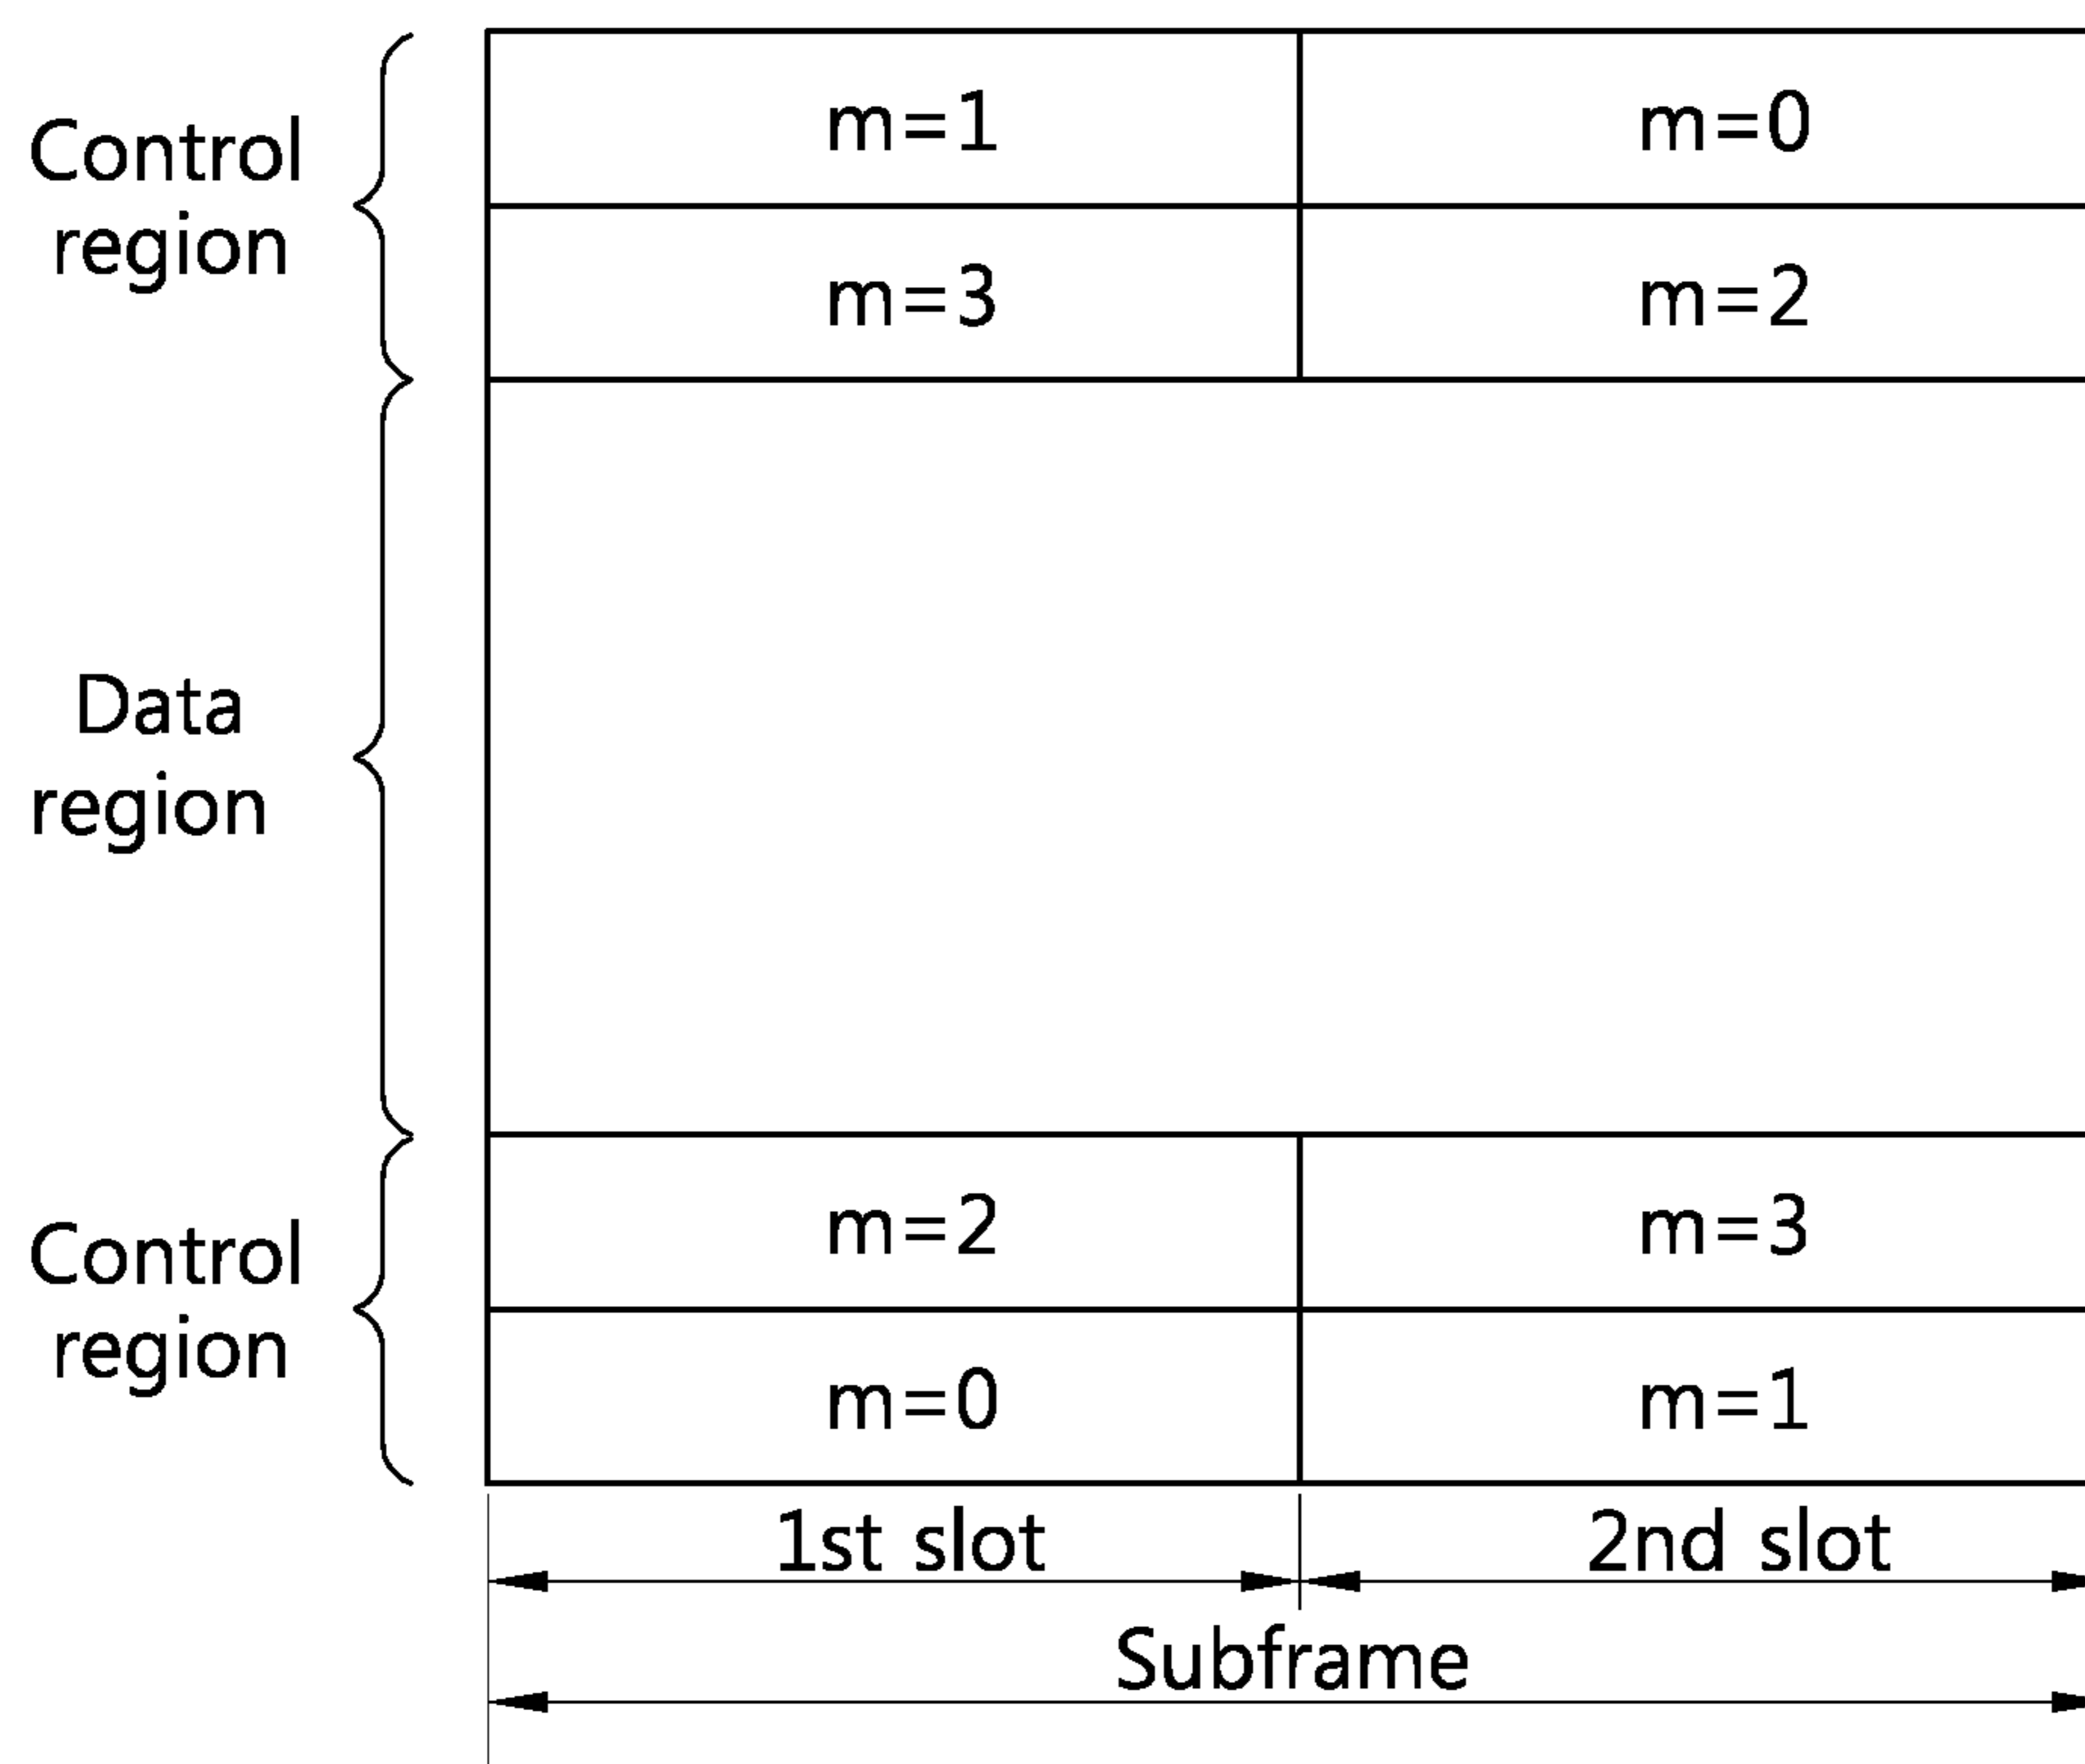 Control
region
m=1 m=0
m=3 m=2
Data
region
Control
region
m=2 m=3
m=0 m=1
1st slot 2nd slot
Subframe